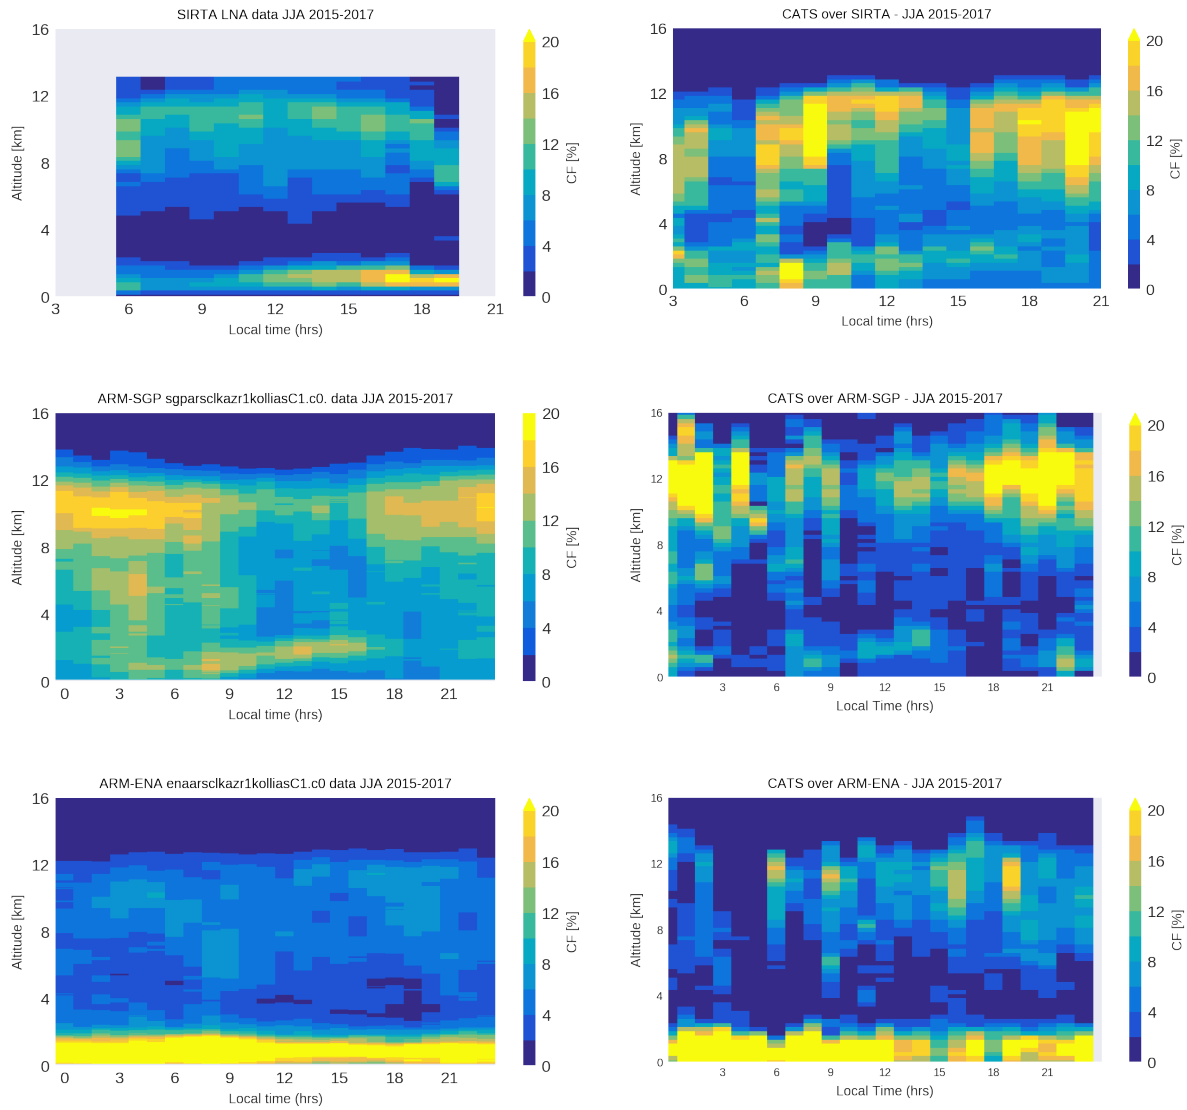 SIRTA LNA data JJA 2015-2017
16
12
8
4
0
Altitude [km]
3 6 9 12 15 18 21
Local time (hrs)
20
16
12
8
4
0
CF [%]
CATS over SIRTA - JJA 2015-2017
16
12
8
4
0
Altitude [km]
3 6 9 12 15 18 21
Local time (hrs)
20
16
12
8
4
0
CF [%]
ARM-SGP sgparsclkazr1kolliasC1.c0. data JJA 2015-2017
16
12
8
4
0
Altitude [km]
0 3 6 9 12 15 18 21
Local time (hrs)
20
16
12
8
4
0
CF [%]
CATS over ARM-SGP - JJA 2015-2017
16
12
8
4
0
Altitude [km]
3 6 9 12 15 18 21
Local Time (hrs)
20
16
12
8
4
0
CF [%]
ARM-ENA enaarsclkazr1kolliasC1.c0 data JJA 2015-2017
16
12
8
4
0
Altitude [km]
0 3 6 9 12 15 18 21
Local time (hrs)
20
16
12
8
4
0
CF [%]
CATS over ARM-ENA - JJA 2015-2017
16
12
8
4
0
Altitude [km]
3 6 9 12 15 18 21
Local Time (hrs)
20
16
12
8
4
0
CF [%]